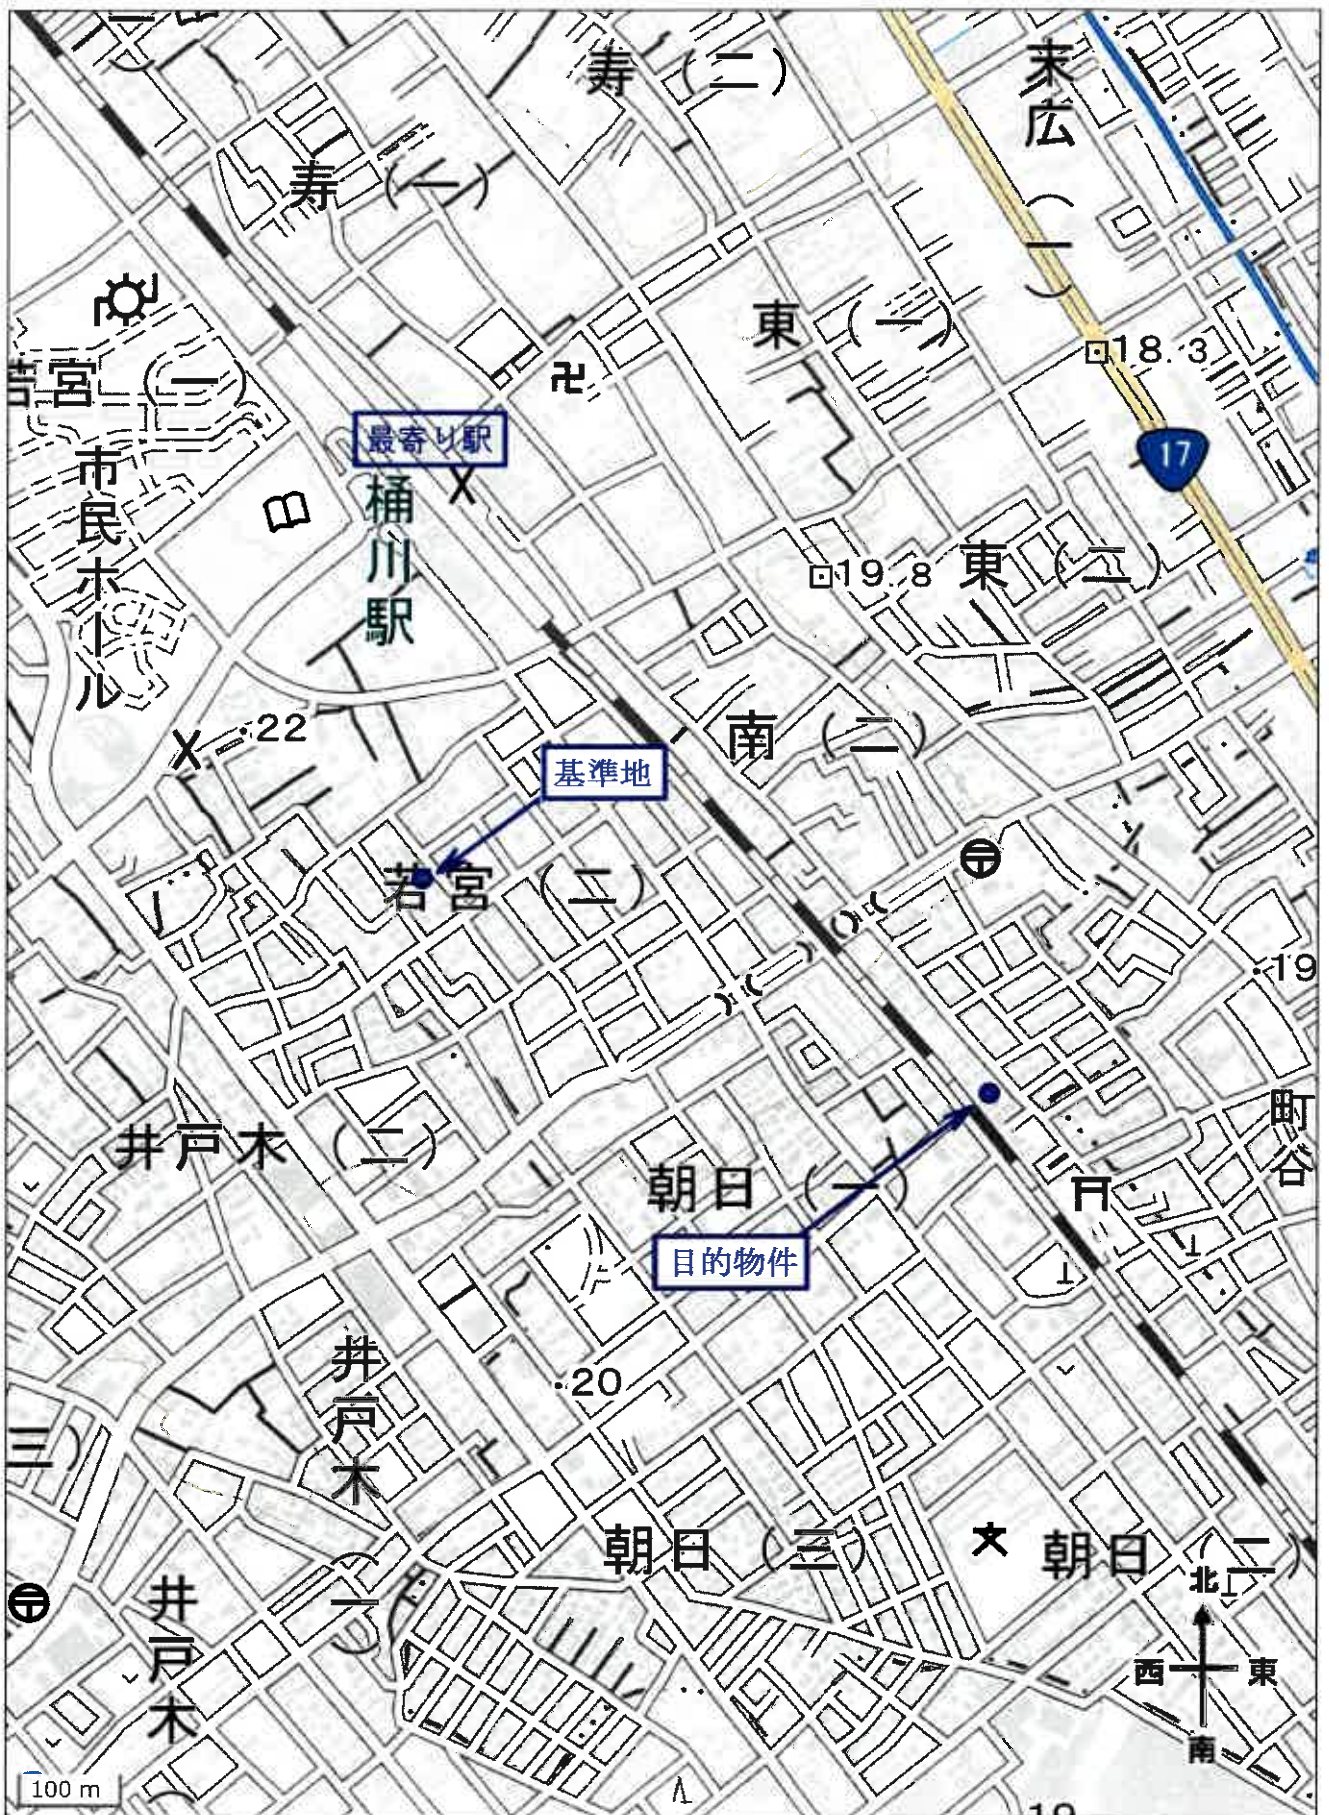 寿（二）
末広（一）
寿（一）
東（一）
18.3
若宮（一）
最寄り駅
17
市民ホール
桶川駅
19.8
東（二）
22
南（二）
基準地
若宮（二）
19
町谷
井戸木（二）
朝日（一）
目的物件
20
井戸木
三）
朝日（三）
朝日（二）
井戸木（一）
北
西
東
南
100 m